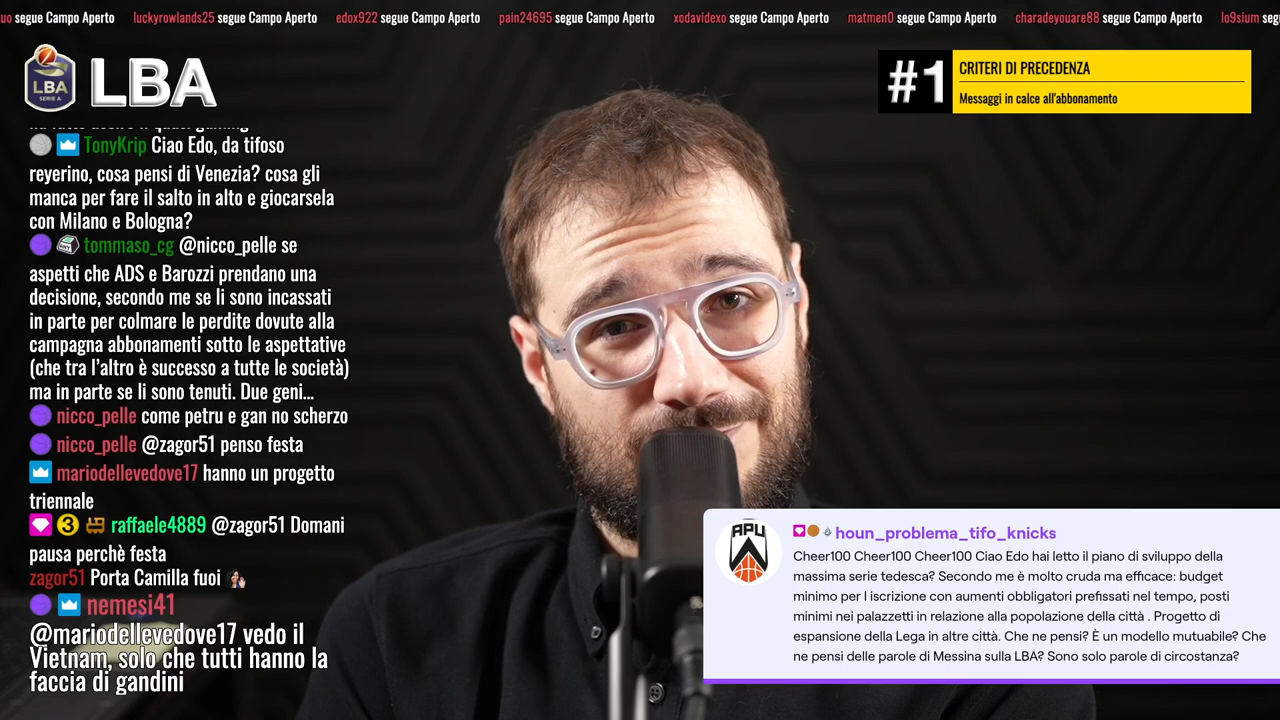 uo segue Campo Aperto luckyrowlands25 segue Campo Aperto edox922 segue Campo Aperto pain24695 segue Campo Aperto xodavidexo segue Campo Aperto matmen0 segue Campo Aperto charadeyouare88 segue Campo Aperto lo9sium seg
LBA
SERIE A
LBA
#1
CRITERI DI PRECEDENZA
Messaggi in calce all'abbonamento
TonyKrip Ciao Edo, da tifoso
reyerino, cosa pensi di Venezia? cosa gli
manca per fare il salto in alto e giocarsela
con Milano e Bologna?
tommaso_cg @nicco_pelle se
aspetti che ADS e Barozzi prendano una
decisione, secondo me se li sono incassati
in parte per colmare le perdite dovute alla
campagna abbonamenti sotto le aspettative
(che tra l'altro è successo a tutte le società)
ma in parte se li sono tenuti. Due geni...
nicco_pelle come petru e gan no scherzo
nicco_pelle @zagor51 penso festa
mariodellevedove17 hanno un progetto
triennale
3 raffaele4889 @zagor51 Domani
pausa perchè festa
zagor51 Porta Camilla fuoi
nemesi41
@mariodellevedove17 vedo il
Vietnam, solo che tutti hanno la
faccia di gandini
APU
houn_problema_tifo_knicks
Cheer100 Cheer100 Cheer100 Ciao Edo hai letto il piano di sviluppo della
massima serie tedesca? Secondo me è molto cruda ma efficace: budget
minimo per l iscrizione con aumenti obbligatori prefissati nel tempo, posti
minimi nei palazzetti in relazione alla popolazione della città . Progetto di
espansione della Lega in altre città. Che ne pensi? È un modello mutuabile? Che
ne pensi delle parole di Messina sulla LBA? Sono solo parole di circostanza?